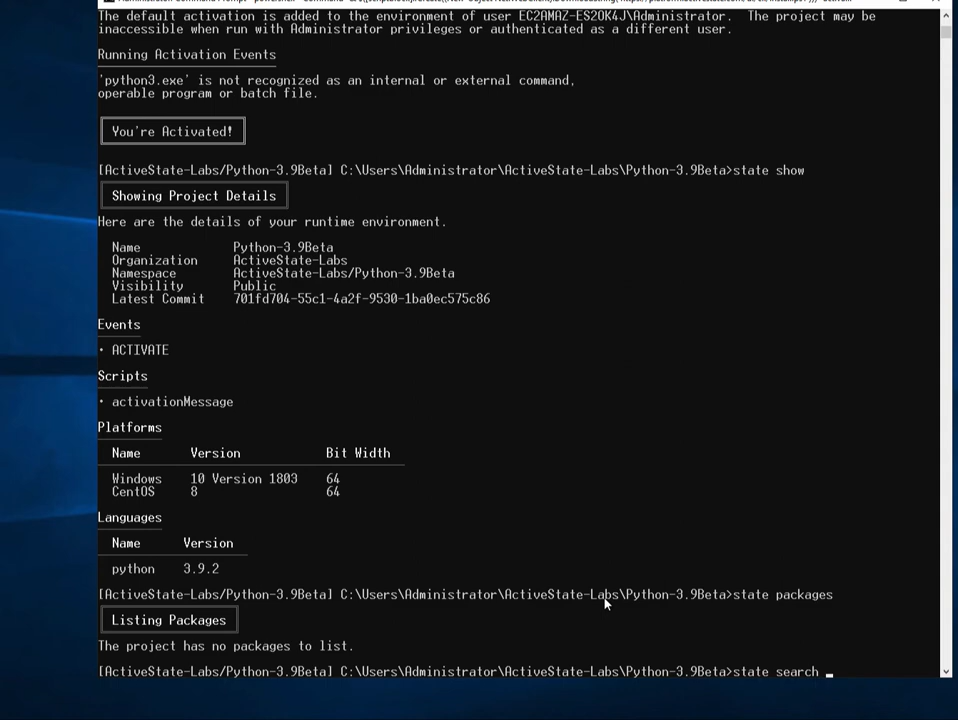 The default activation is added to the environment of user EC2AMAZ-ES2OK4J\Administrator.  The project may be
inaccessible when run with Administrator privileges or authenticated as a different user.
Running Activation Events
'python3.exe' is not recognized as an internal or external command,
operable program or batch file.
You're Activated!
[ActiveState-Labs/Python-3.9Beta] C:\Users\Administrator\ActiveState-Labs\Python-3.9Beta>state show
Showing Project Details
Here are the details of your runtime environment.
Name Python-3.9Beta
Organization ActiveState-Labs
Namespace ActiveState-Labs/Python-3.9Beta
Visibility Public
Latest Commit 701fd704-55c1-4a2f-9530-1ba0ec575c86
Events
• ACTIVATE
Scripts
• activationMessage
Platforms
Name Version Bit Width
Windows 10 Version 1803 64
CentOS 8 64
Languages
Name Version
python 3.9.2
[ActiveState-Labs/Python-3.9Beta] C:\Users\Administrator\ActiveState-Labs\Python-3.9Beta>state packages
Listing Packages
The project has no packages to list.
[ActiveState-Labs/Python-3.9Beta] C:\Users\Administrator\ActiveState-Labs\Python-3.9Beta>state search